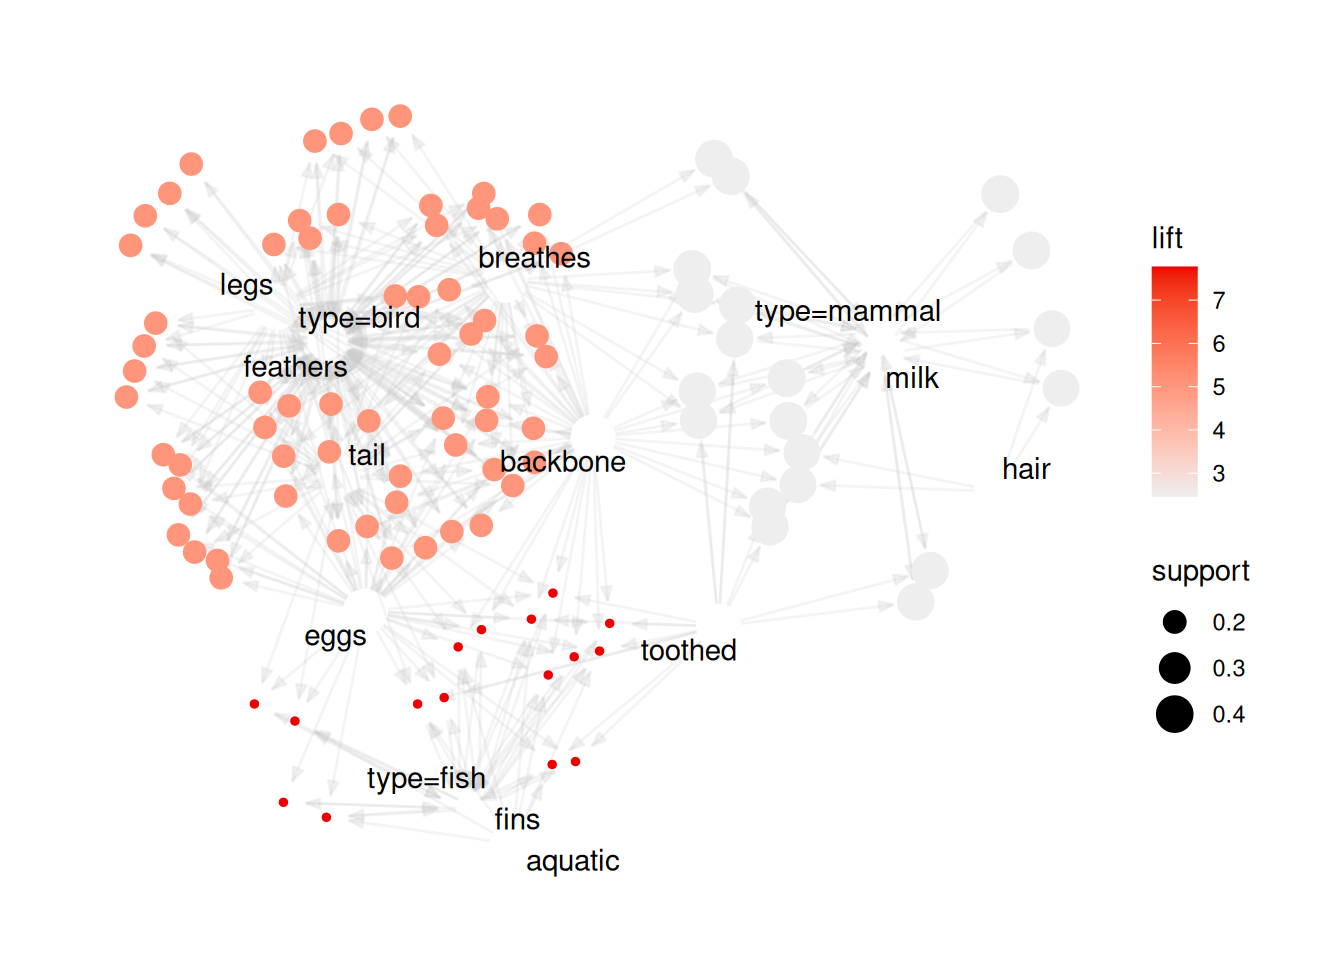 breathes
legs
type=bird
type=mammal
feathers
milk
tail
backbone
hair
eggs
toothed
type=fish
fins
aquatic
lift
7
6
5
4
3
support
0.2
0.3
0.4